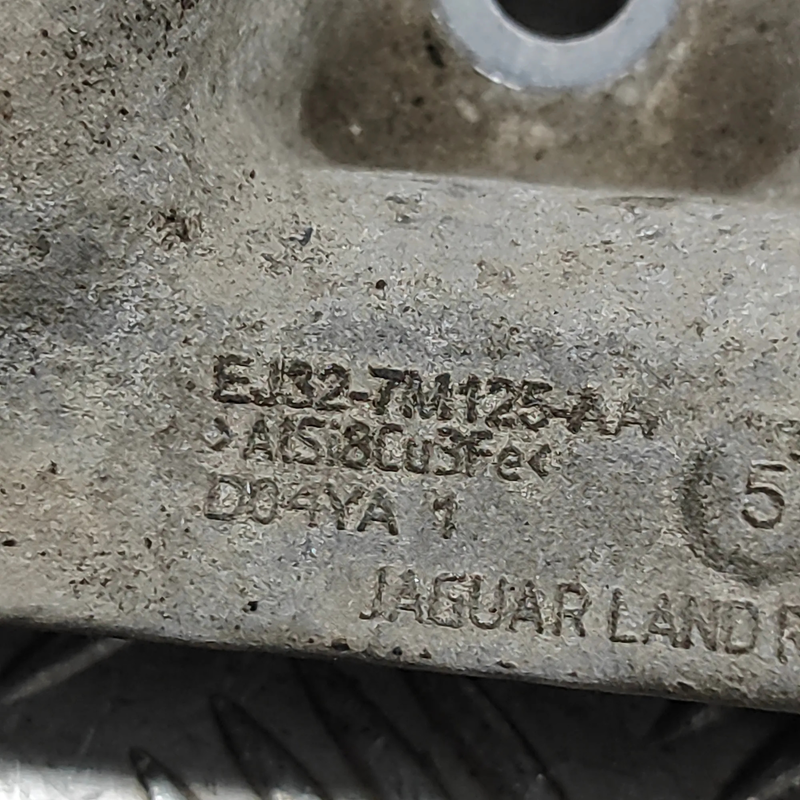 EJ32-7M125-AA
>AlSi8Cu3Fe<
D04YA 1
5
JAGUAR LAND R